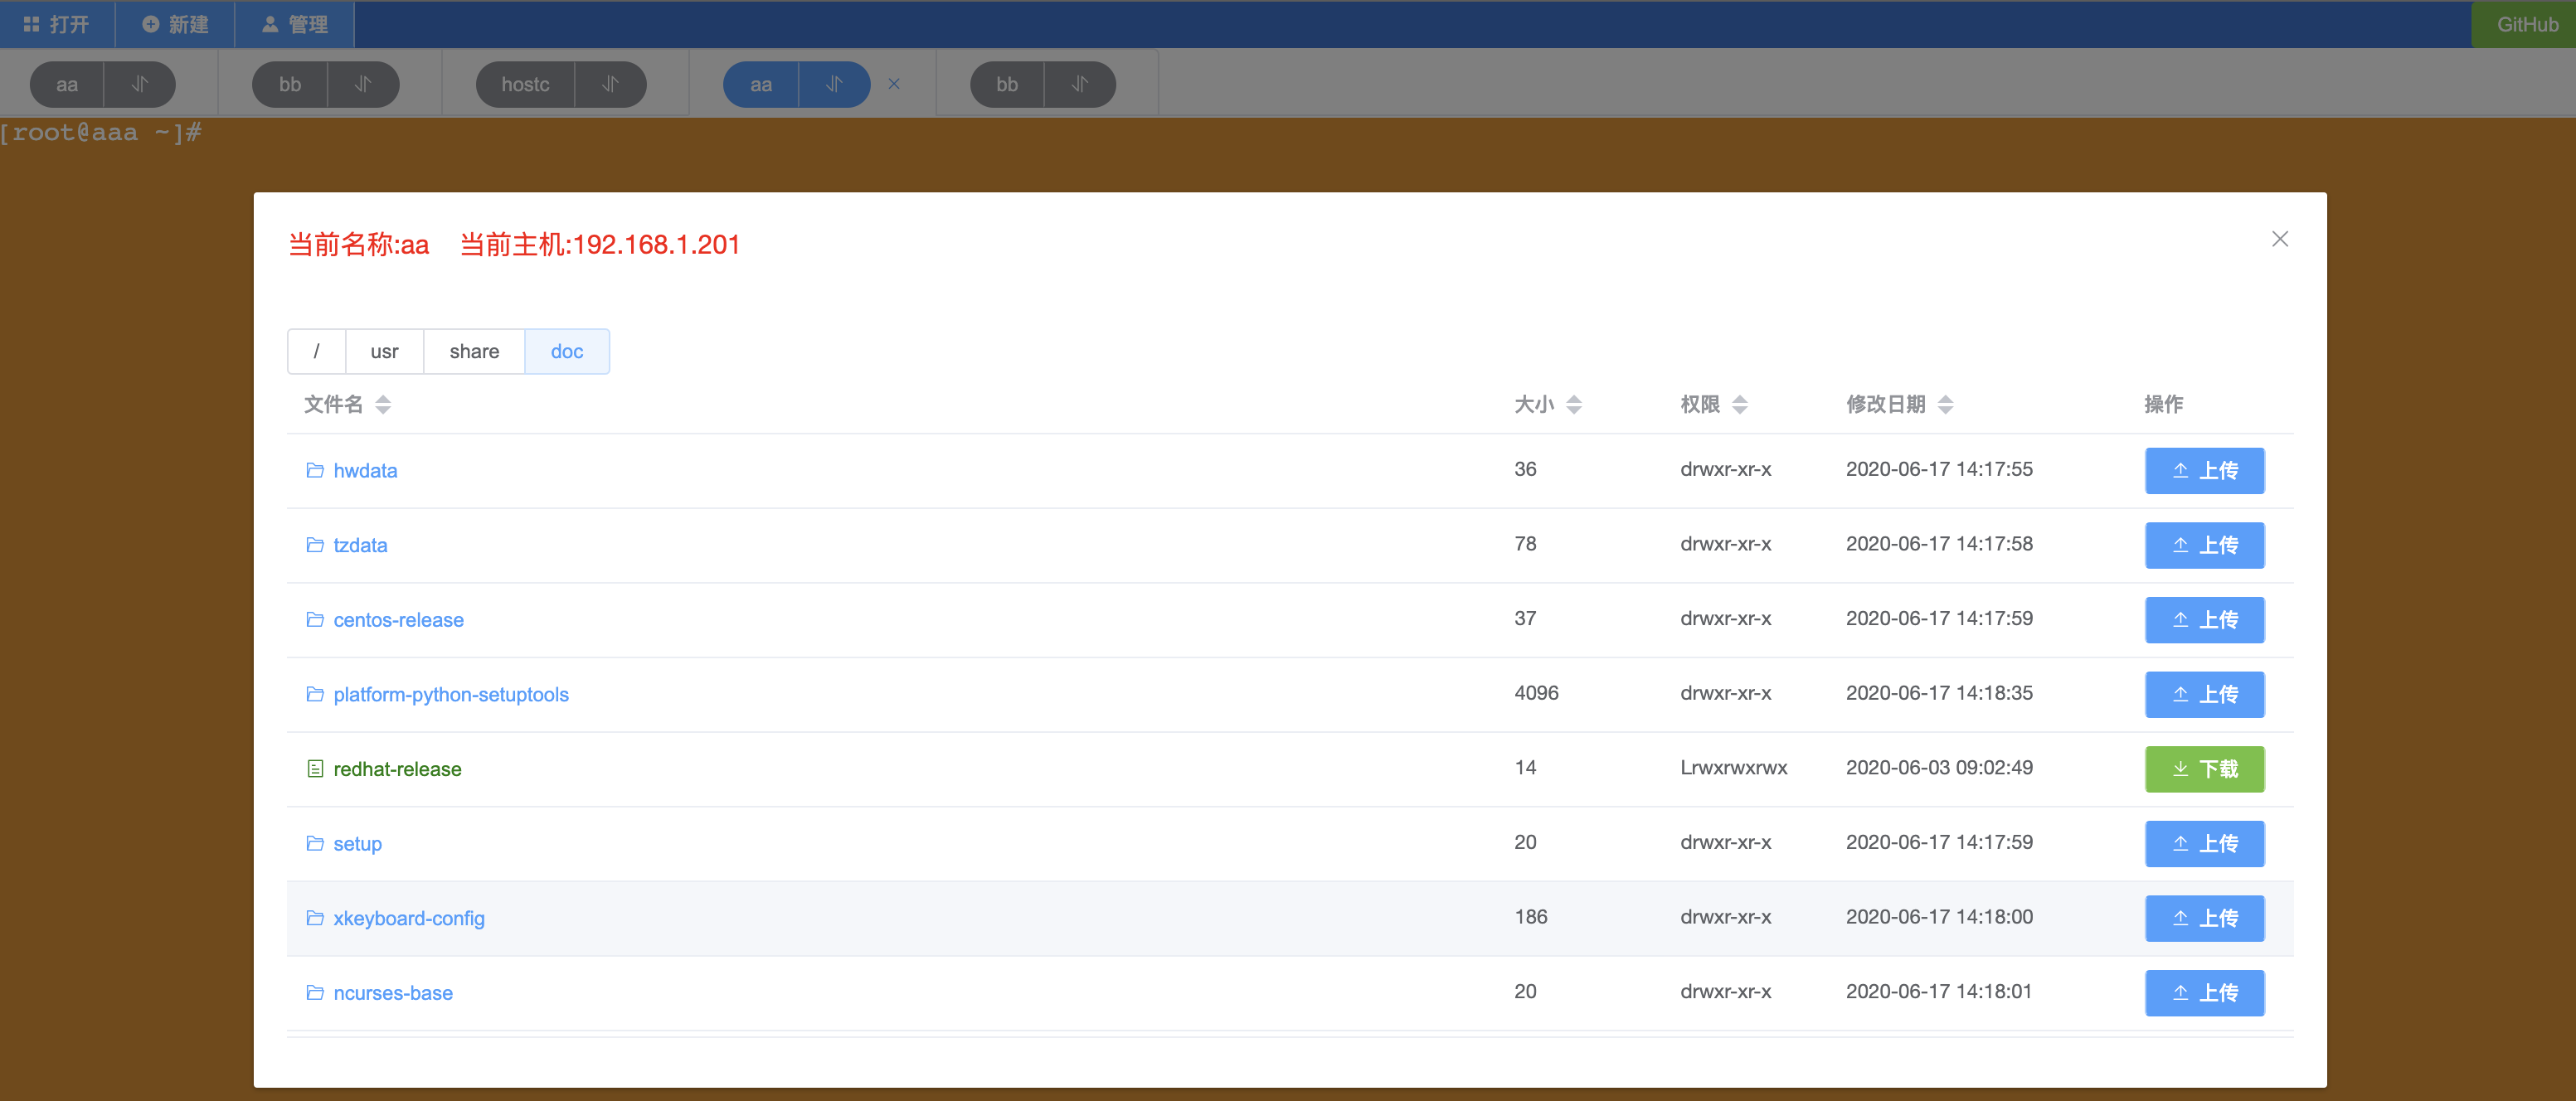 打开 新建 管理 GitHub
aa bb hostc aa bb
[root@aaa ~]#
当前名称:aa 当前主机:192.168.1.201
/ usr share doc
文件名 大小 权限 修改日期 操作
hwdata 36 drwxr-xr-x 2020-06-17 14:17:55 上传
tzdata 78 drwxr-xr-x 2020-06-17 14:17:58 上传
centos-release 37 drwxr-xr-x 2020-06-17 14:17:59 上传
platform-python-setuptools 4096 drwxr-xr-x 2020-06-17 14:18:35 上传
redhat-release 14 Lrwxrwxrwx 2020-06-03 09:02:49 下载
setup 20 drwxr-xr-x 2020-06-17 14:17:59 上传
xkeyboard-config 186 drwxr-xr-x 2020-06-17 14:18:00 上传
ncurses-base 20 drwxr-xr-x 2020-06-17 14:18:01 上传